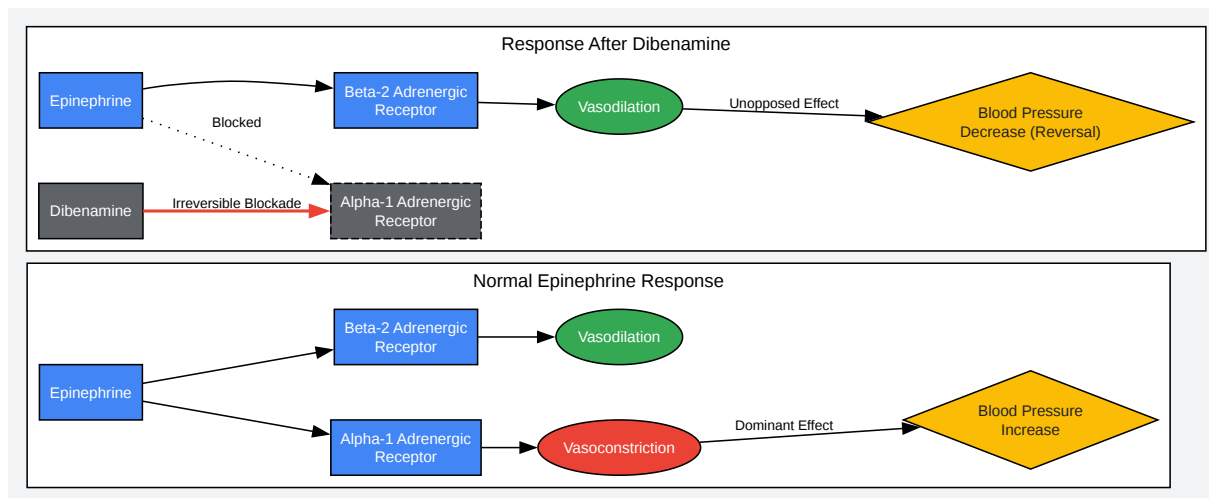 Response After Dibenamine
Epinephrine
Beta-2 Adrenergic
Receptor
Vasodilation
Unopposed Effect
Blood Pressure
Decrease (Reversal)
Blocked
Dibenamine
Irreversible Blockade
Alpha-1 Adrenergic
Receptor
Normal Epinephrine Response
Epinephrine
Beta-2 Adrenergic
Receptor
Vasodilation
Alpha-1 Adrenergic
Receptor
Vasoconstriction
Dominant Effect
Blood Pressure
Increase